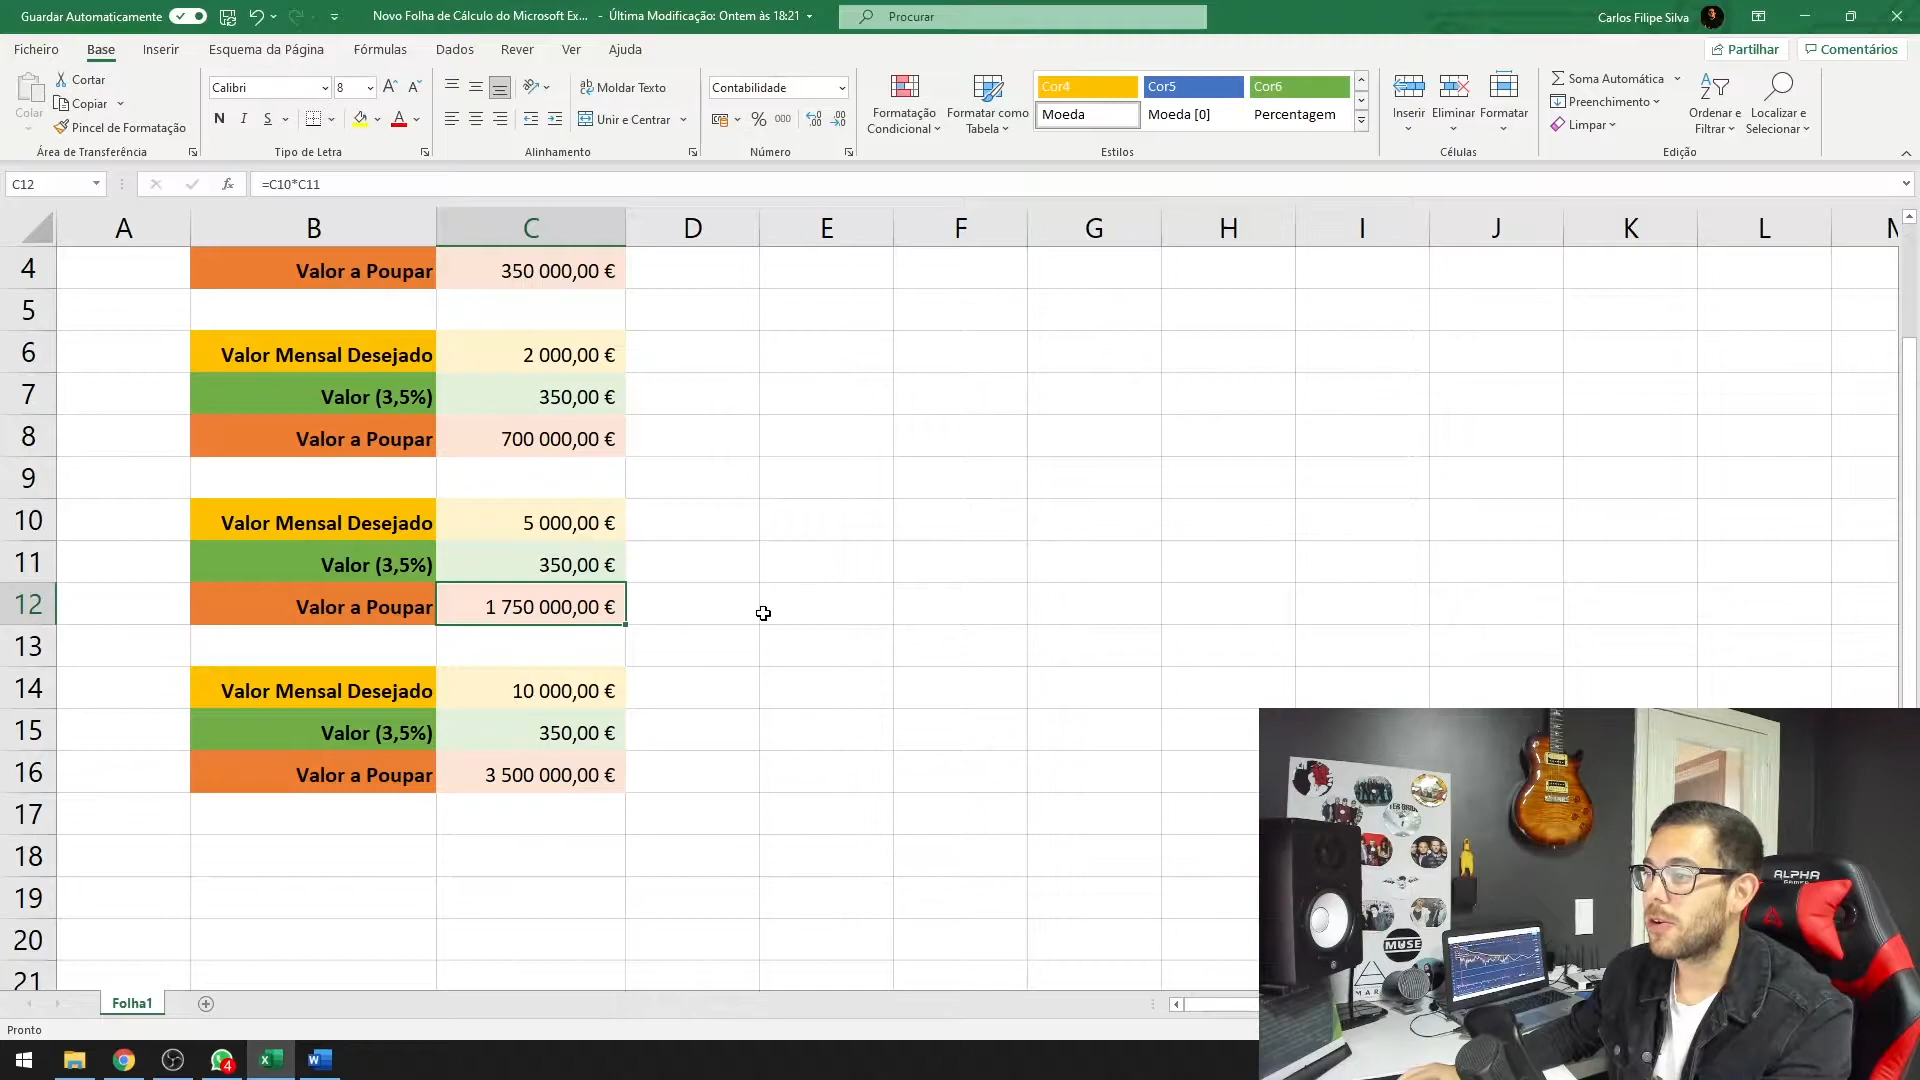 Guardar Automaticamente
Novo Folha de Cálculo do Microsoft Ex... - Última Modificação: Ontem às 18:21
Procurar
Carlos Filipe Silva
Ficheiro Base Inserir Esquema da Página Fórmulas Dados Rever Ver Ajuda
Partilhar Comentários
Colar
Cortar
Copiar
Pincel de Formatação
Área de Transferência
Calibri 8
N I S
Tipo de Letra
Moldar Texto
Unir e Centrar
Alinhamento
Contabilidade
% 000
Número
Formatação Condicional
Formatar como Tabela
Cor4 Cor5 Cor6
Moeda Moeda [0] Percentagem
Estilos
Inserir Eliminar Formatar
Células
Soma Automática
Preenchimento
Limpar
Ordenar e Filtrar
Localizar e Selecionar
Edição
C12 fx =C10*C11
A B C D E F G H I J K L M
4 Valor a Poupar 350 000,00 €
5
6 Valor Mensal Desejado 2 000,00 €
7 Valor (3,5%) 350,00 €
8 Valor a Poupar 700 000,00 €
9
10 Valor Mensal Desejado 5 000,00 €
11 Valor (3,5%) 350,00 €
12 Valor a Poupar 1 750 000,00 €
13
14 Valor Mensal Desejado 10 000,00 €
15 Valor (3,5%) 350,00 €
16 Valor a Poupar 3 500 000,00 €
17
18
19
20
21
Folha1
Pronto
4
ALPHA
GAMER
MUSE